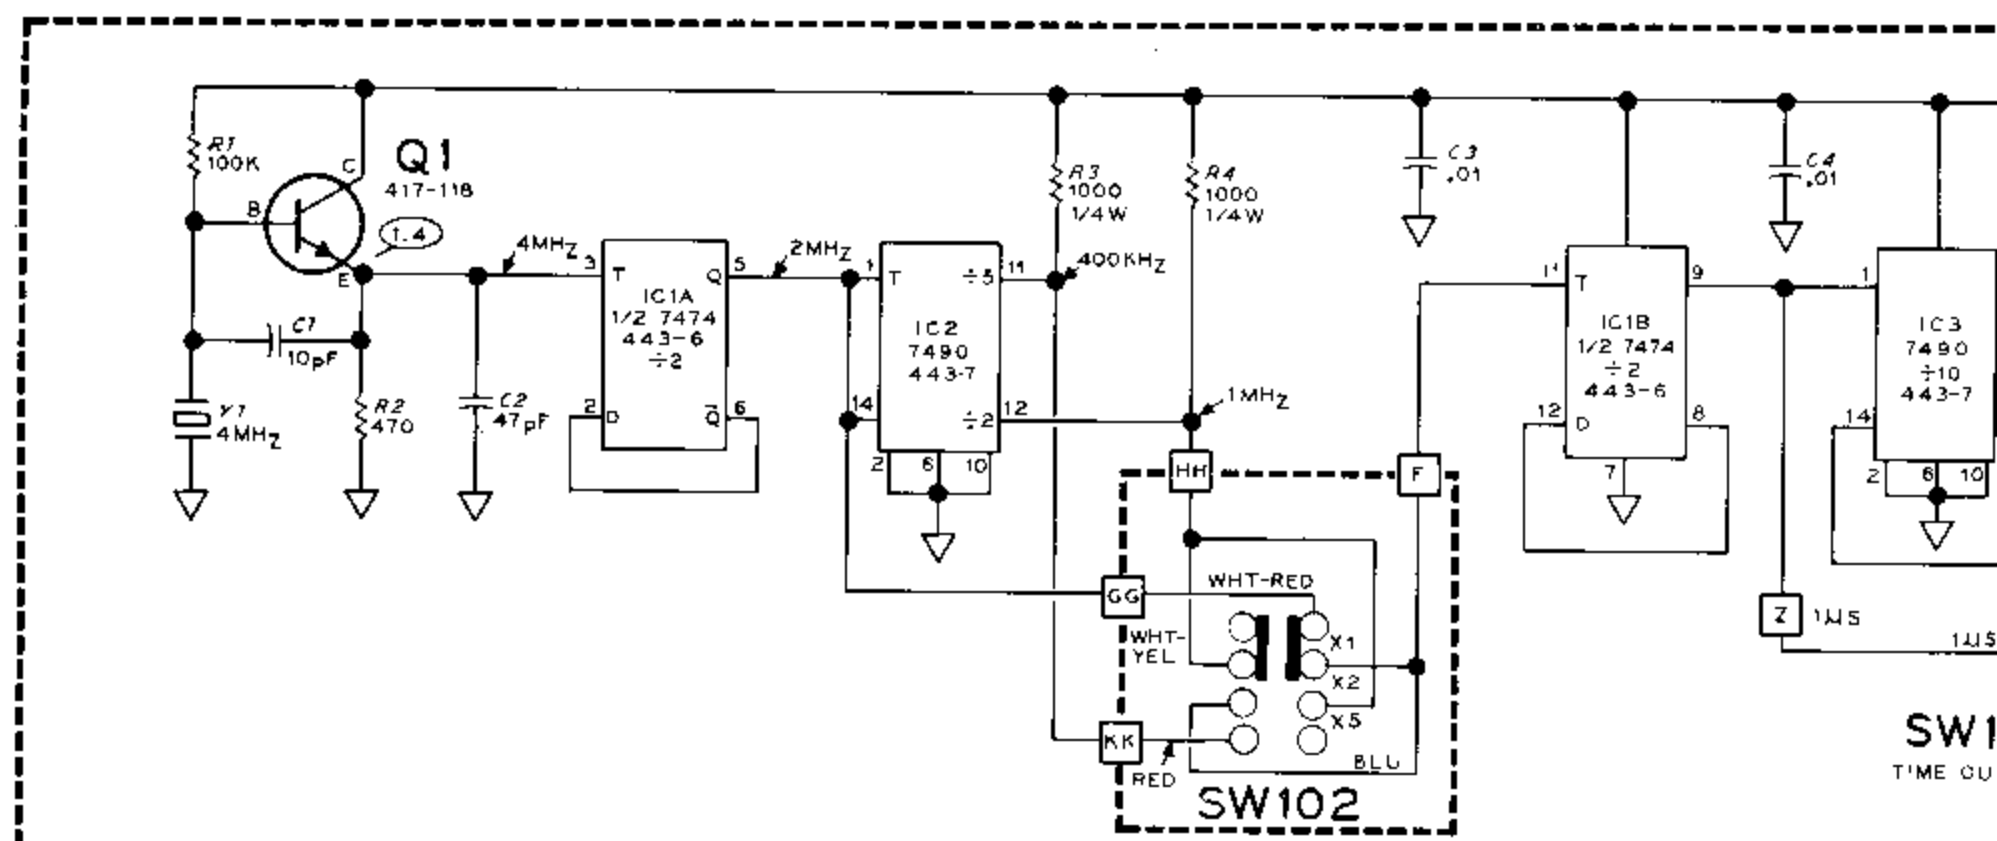 R1
100K
Q1
417-118
C
B
E
1.4
C1
10pF
Y1
4MHZ
R2
470
C2
47pF
4MHZ
3
T
Q
5
IC1A
1/2 7474
443-6
÷2
2
D
Q̅
6
2MHZ
1
T
÷5
11
IC2
7490
443-7
14
÷2
12
2
6
10
R3
1000
1/4W
400KHZ
R4
1000
1/4W
1MHZ
C3
.01
C4
.01
11
T
9
IC1B
1/2 7474
÷2
443-6
12
D
8
7
1
IC3
7490
÷10
443-7
14
2
6
10
HH
F
GG
WHT-RED
WHT-
YEL
X1
X2
X5
KK
RED
BLU
SW102
Z
1µS
1µS
SW1
TIME